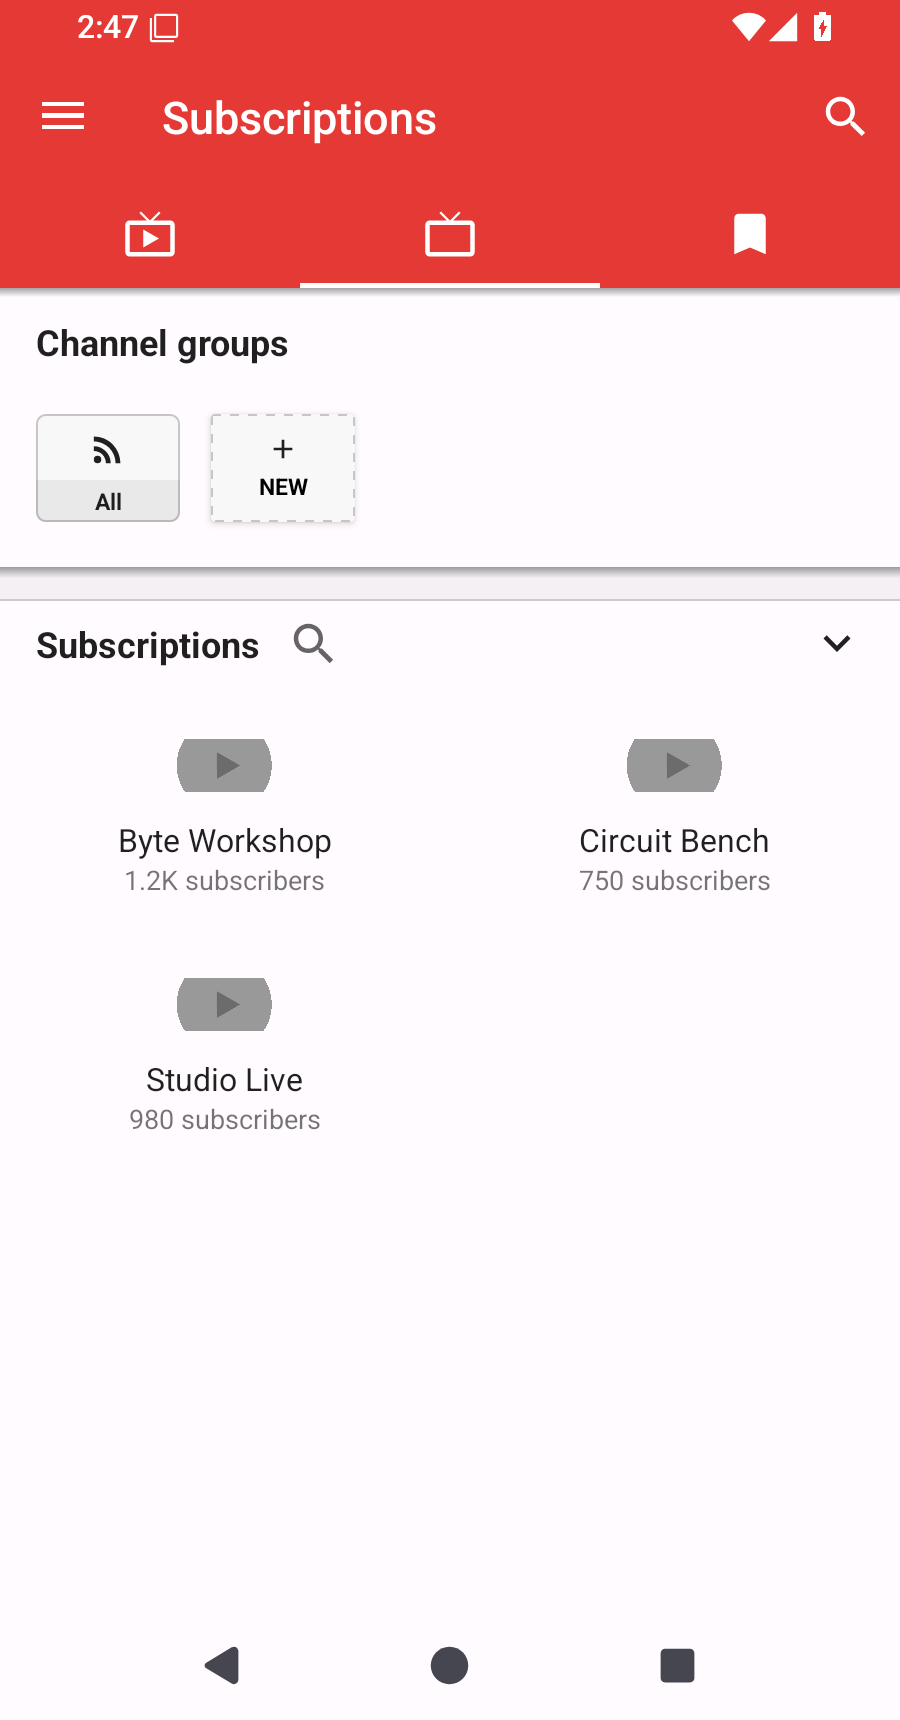 2:47
Subscriptions
Channel groups
All
NEW
Subscriptions
Byte Workshop
1.2K subscribers
Circuit Bench
750 subscribers
Studio Live
980 subscribers